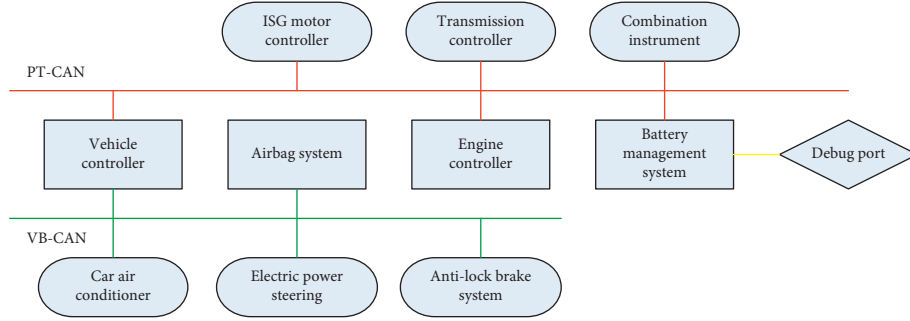 ISG motor
controller
Transmission
controller
Combination
instrument
PT-CAN
Vehicle
controller
Airbag system
Engine
controller
Battery
management
system
Debug port
VB-CAN
Car air
conditioner
Electric power
steering
Anti-lock brake
system